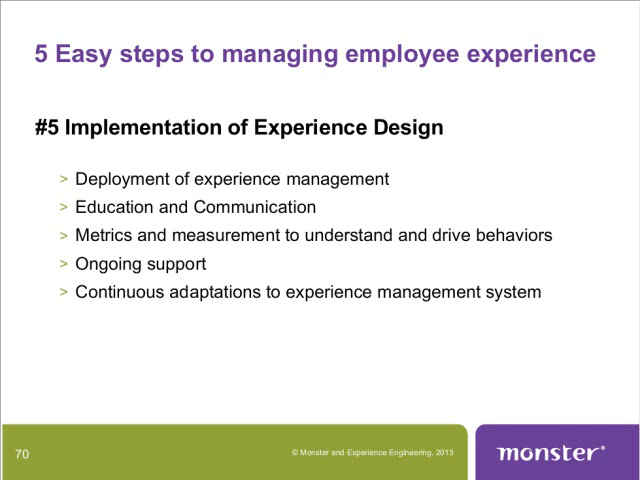 5 Easy steps to managing employee experience
#5 Implementation of Experience Design
> Deployment of experience management
> Education and Communication
> Metrics and measurement to understand and drive behaviors
> Ongoing support
> Continuous adaptations to experience management system
70
© Monster and Experience Engineering, 2013
monster®